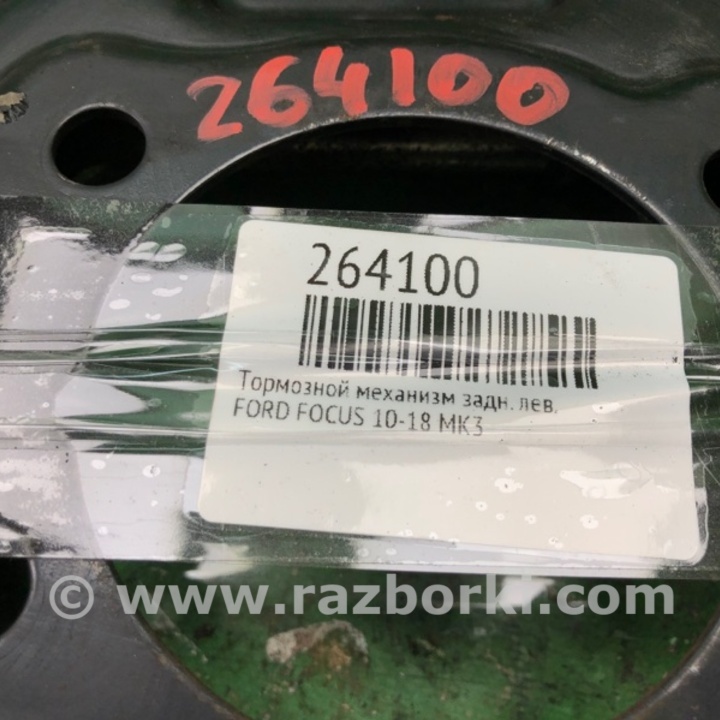 264100
264100
Тормозной механизм задн. лев.
FORD FOCUS 10-18 MK3
© www.razborki.com